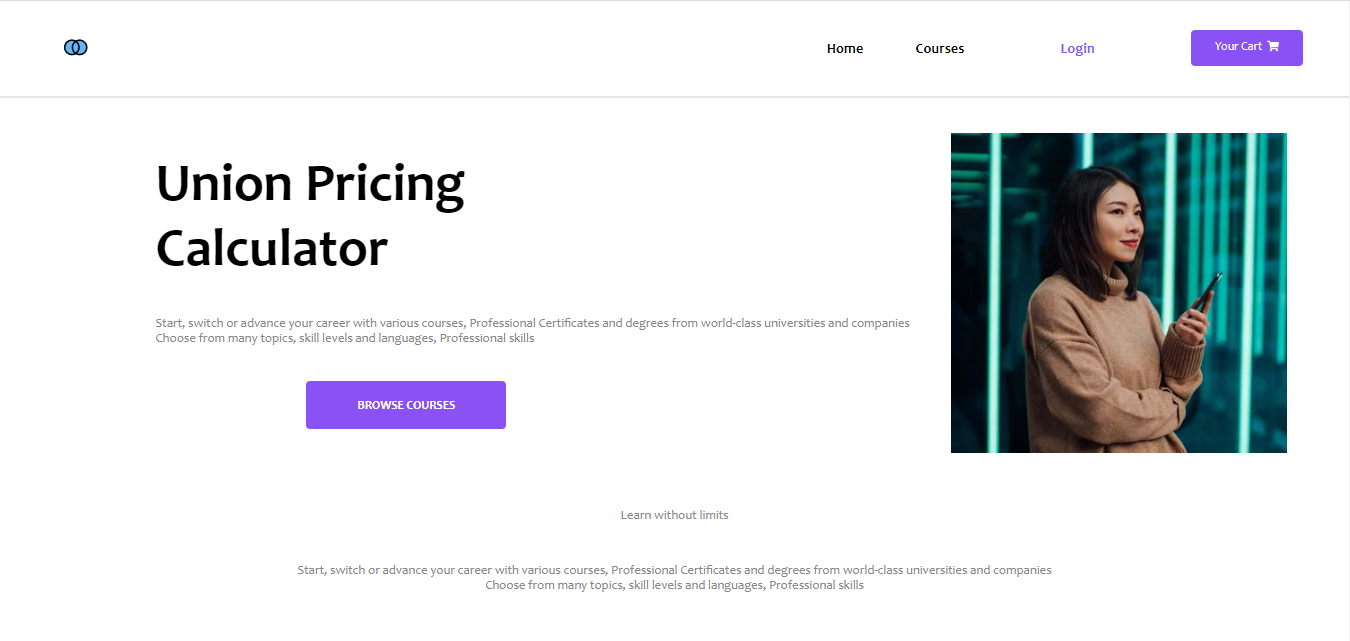 Home
Courses
Login
Your Cart
Union Pricing
Calculator
Start, switch or advance your career with various courses, Professional Certificates and degrees from world-class universities and companies
Choose from many topics, skill levels and languages, Professional skills
BROWSE COURSES
Learn without limits
Start, switch or advance your career with various courses, Professional Certificates and degrees from world-class universities and companies
Choose from many topics, skill levels and languages, Professional skills